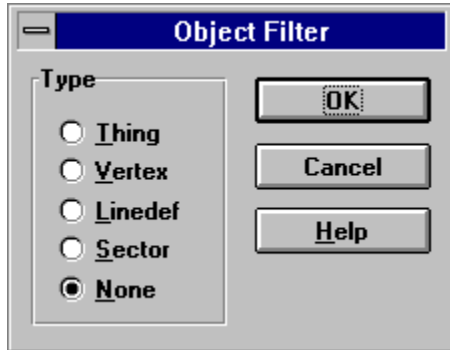 Object Filter
Type
Thing
Vertex
Linedef
Sector
None
OK
Cancel
Help